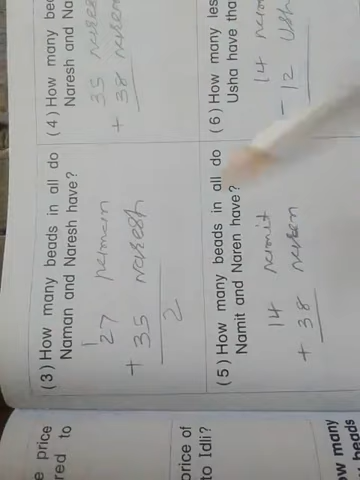 (3) How many beads in all do
Naman and Naresh have?
1
27 naman
+ 35 naresh
2
(4) How many bea
Naresh and Na
35 naresh
+ 38 naren
(5) How many beads in all do
Namit and Naren have?
14 namit
+ 38 naren
(6) How many les
Usha have tha
14 nami
- 12 Ush
e price
red to
price of
to Idli?
ow many
beads